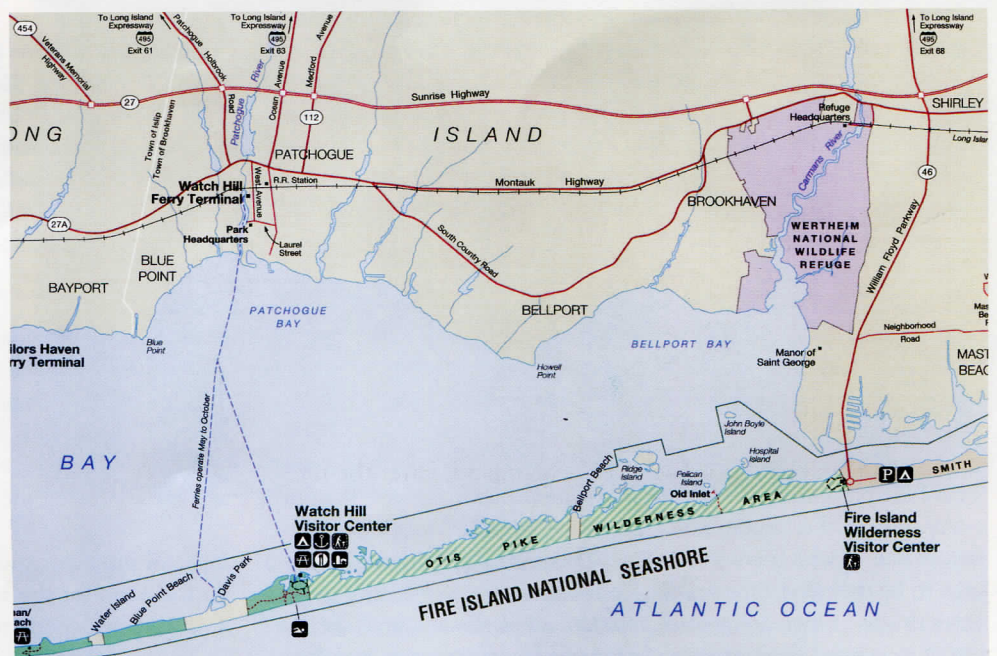 To Long Island
Expressway
495
Exit 61
454
Veterans Memorial
Highway
Patchogue Holbrook
Road
Patchogue River
Ocean Avenue
To Long Island
Expressway
495
Exit 63
Medford Avenue
To Long Island
Expressway
495
Exit 68
27
Sunrise Highway
SHIRLEY
Refuge
Headquarters
Long Isla
ONG
ISLAND
Town of Islip
Town of Brookhaven
Patchogue River
112
PATCHOGUE
R.R. Station
West Avenue
Watch Hill
Ferry Terminal
Park
Headquarters
Laurel
Street
27A
Montauk Highway
South Country Road
BROOKHAVEN
Carmans River
WERTHEIM
NATIONAL
WILDLIFE
REFUGE
46
William Floyd Parkway
BLUE
POINT
BAYPORT
PATCHOGUE
BAY
BELLPORT
Blue
Point
ilors Haven
rry Terminal
Howell
Point
BELLPORT BAY
Manor of
Saint George
Neighborhood
Road
Mas
Be
MAST
BEAC
BAY
Ferries operate May to October
John Boyle
Island
Hospital
Island
Bellport Beach
Ridge
Island
Pelican
Island
Old Inlet
P
SMITH
Watch Hill
Visitor Center
OTIS PIKE WILDERNESS AREA
Fire Island
Wilderness
Visitor Center
Water Island
Blue Point Beach
Davis Park
FIRE ISLAND NATIONAL SEASHORE
ATLANTIC OCEAN
an/
ach